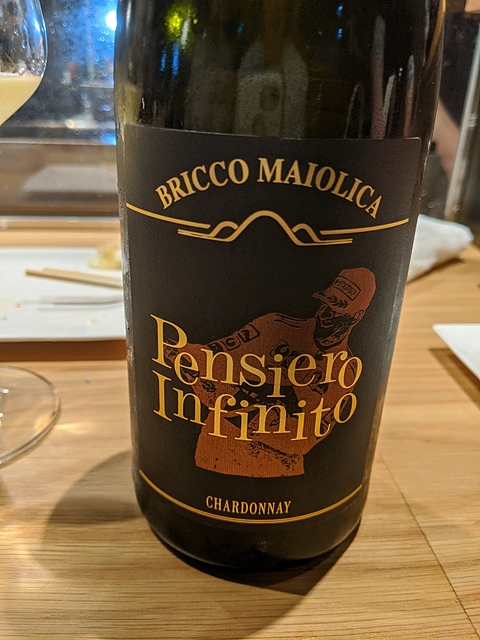 BRICCO MAIOLICA
Pensiero
Infinito
CHARDONNAY